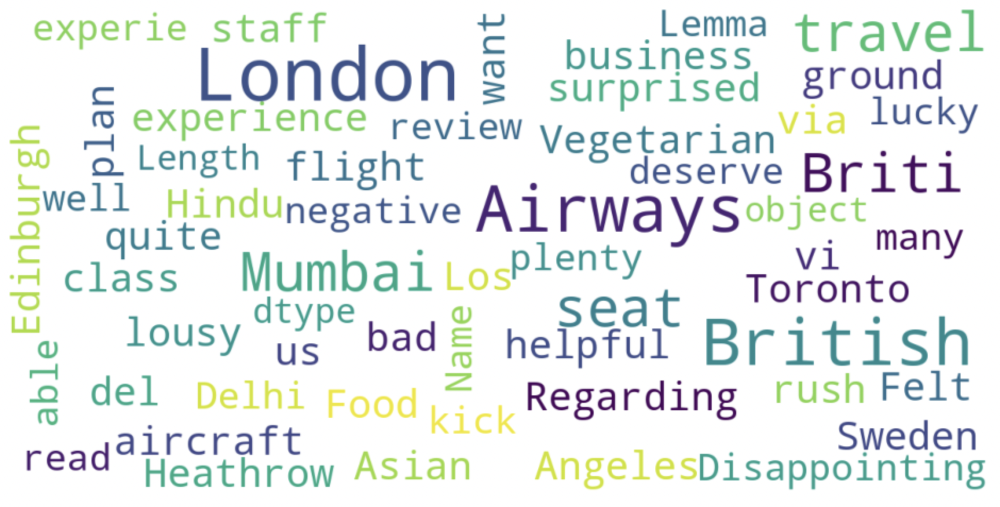 experie staff
London
want
Lemma
travel
business
surprised
ground
plan
experience
review
Vegetarian
via
lucky
Edinburgh
Length
flight
deserve
Briti
well
Hindu
negative
Airways
object
many
quite
class
Mumbai
Los
plenty
vi
Toronto
dtype
seat
lousy
us
bad
Name
helpful
British
able
del
Delhi
Food
kick
Regarding
rush
Felt
read
aircraft
Sweden
Heathrow
Asian
Angeles
Disappointing